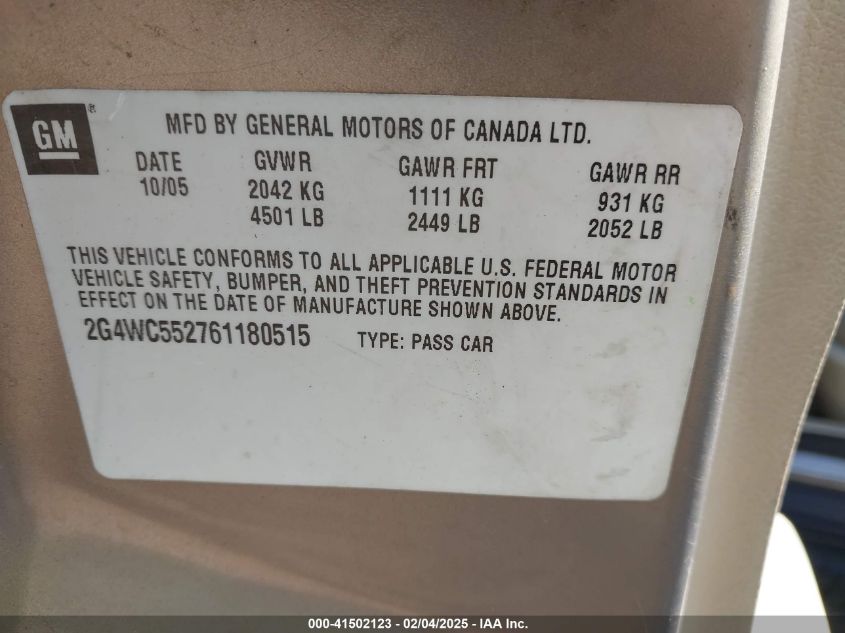 GM ®
MFD BY GENERAL MOTORS OF CANADA LTD.
DATE GVWR GAWR FRT GAWR RR
10/05 2042 KG 1111 KG 931 KG
4501 LB 2449 LB 2052 LB
THIS VEHICLE CONFORMS TO ALL APPLICABLE U.S. FEDERAL MOTOR
VEHICLE SAFETY, BUMPER, AND THEFT PREVENTION STANDARDS IN
EFFECT ON THE DATE OF MANUFACTURE SHOWN ABOVE.
2G4WC552761180515 TYPE: PASS CAR
000-41502123 - 02/04/2025 - IAA Inc.